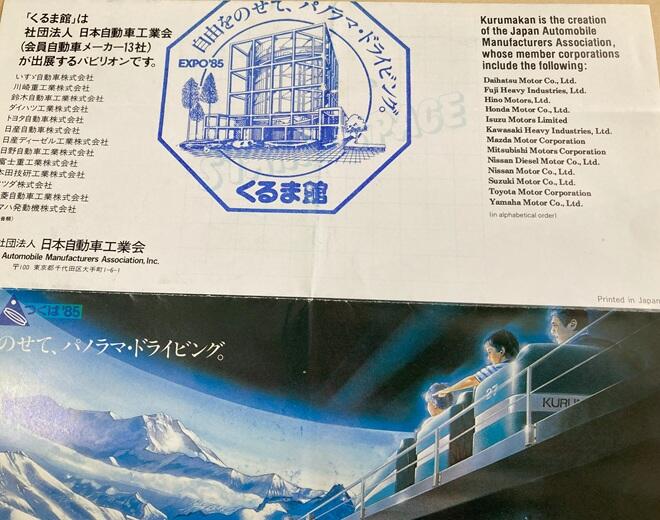 「くるま館」は
社団法人 日本自動車工業会
(会員自動車メーカー13社)
が出展するパビリオンです。
いすゞ自動車株式会社
川崎重工業株式会社
鈴木自動車工業株式会社
ダイハツ工業株式会社
トヨタ自動車株式会社
日産自動車株式会社
日産ディーゼル工業株式会社
日野自動車工業株式会社
富士重工業株式会社
本田技研工業株式会社
マツダ株式会社
菱自動車工業株式会社
マハ発動機株式会社
社団法人 日本自動車工業会
Automobile Manufacturers Association, Inc.
〒100 東京都千代田区大手町1-6-1
自由をのせて、パノラマ・ドライビング
EXPO'85
STAMP SPACE
くるま館
Kurumakan is the creation
of the Japan Automobile
Manufacturers Association,
whose member corporations
include the following:
Daihatsu Motor Co., Ltd.
Fuji Heavy Industries, Ltd.
Hino Motors, Ltd.
Honda Motor Co., Ltd.
Isuzu Motors Limited
Kawasaki Heavy Industries, Ltd.
Mazda Motor Corporation
Mitsubishi Motors Corporation
Nissan Diesel Motor Co., Ltd.
Nissan Motor Co., Ltd.
Suzuki Motor Co., Ltd.
Toyota Motor Corporation
Yamaha Motor Co., Ltd.
(in alphabetical order)
Printed in Japan
つくば'85
のせて、パノラマ・ドライビング。
27
KURUM